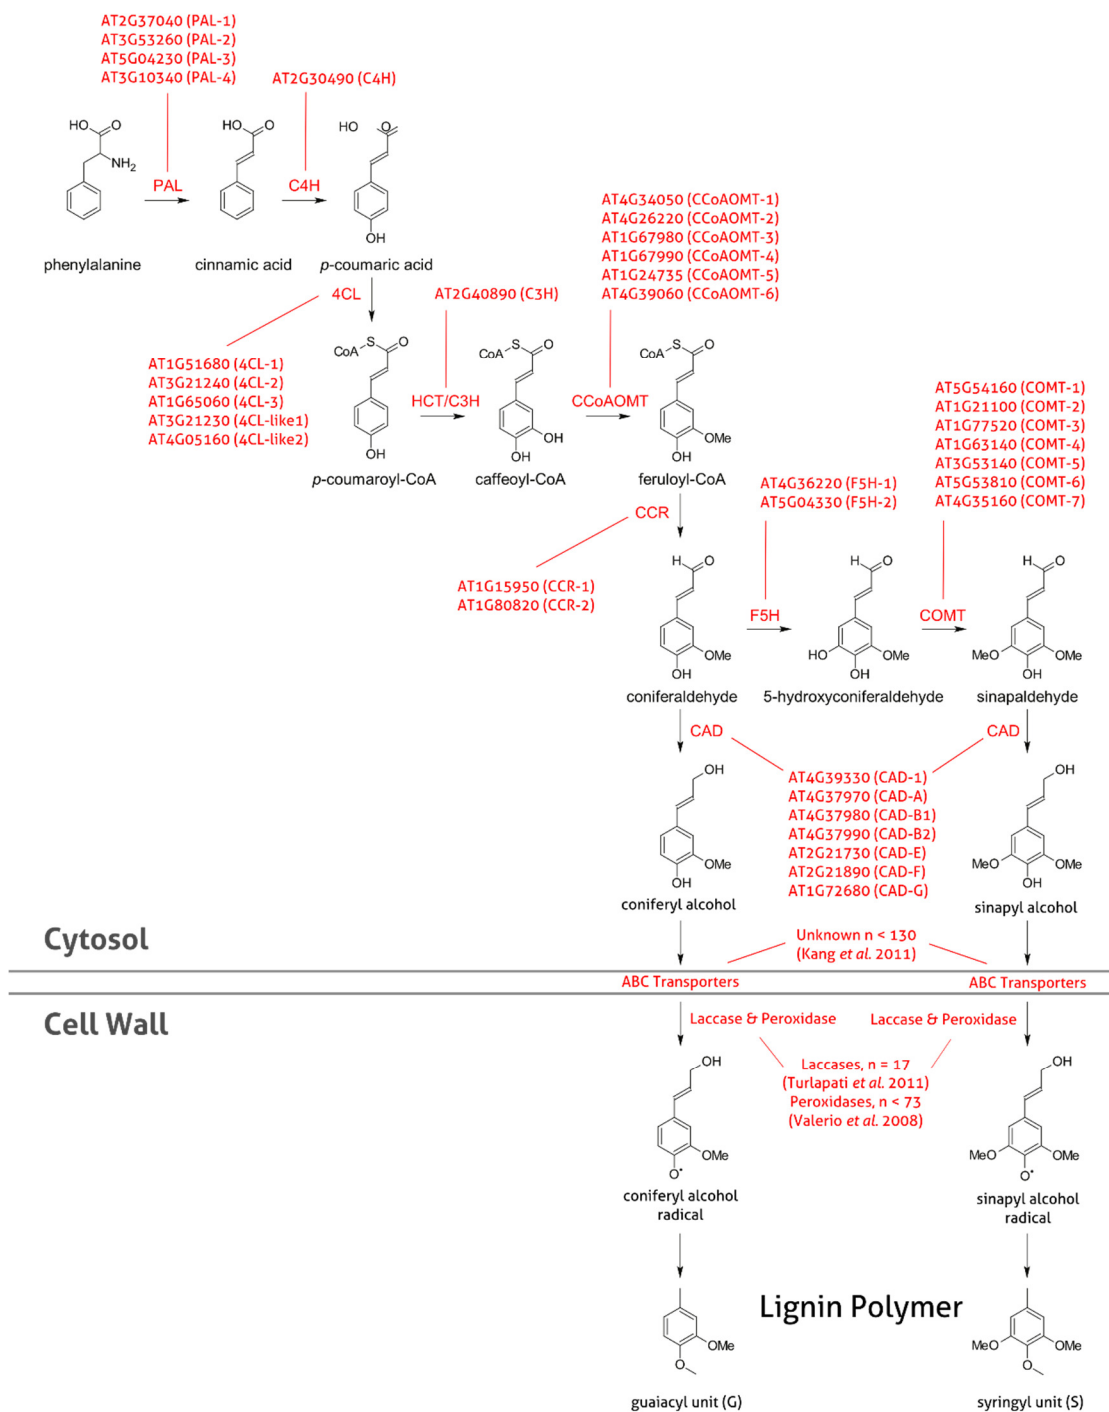 AT2G37040 (PAL-1)
AT3G53260 (PAL-2)
AT5G04230 (PAL-3)
AT3G10340 (PAL-4)
AT2G30490 (C4H)
HO
O
NH₂
PAL
HO
O
C4H
HO
O
OH
phenylalanine
cinnamic acid
p-coumaric acid
AT4G34050 (CCoAOMT-1)
AT4G26220 (CCoAOMT-2)
AT1G67980 (CCoAOMT-3)
AT1G67990 (CCoAOMT-4)
AT1G24735 (CCoAOMT-5)
AT4G39060 (CCoAOMT-6)
4CL
AT2G40890 (C3H)
AT1G51680 (4CL-1)
AT3G21240 (4CL-2)
AT1G65060 (4CL-3)
AT3G21230 (4CL-like1)
AT4G05160 (4CL-like2)
CoA
S
O
OH
HCT/C3H
CoA
S
O
OH
OH
CCoAOMT
CoA
S
O
OMe
OH
p-coumaroyl-CoA
caffeoyl-CoA
feruloyl-CoA
AT5G54160 (COMT-1)
AT1G21100 (COMT-2)
AT1G77520 (COMT-3)
AT1G63140 (COMT-4)
AT3G53140 (COMT-5)
AT5G53810 (COMT-6)
AT4G35160 (COMT-7)
AT4G36220 (F5H-1)
AT5G04330 (F5H-2)
CCR
AT1G15950 (CCR-1)
AT1G80820 (CCR-2)
H
O
OMe
OH
F5H
H
O
HO
OMe
OH
COMT
H
O
MeO
OMe
OH
coniferaldehyde
5-hydroxyconiferaldehyde
sinapaldehyde
CAD
CAD
AT4G39330 (CAD-1)
AT4G37970 (CAD-A)
AT4G37980 (CAD-B1)
AT4G37990 (CAD-B2)
AT2G21730 (CAD-E)
AT2G21890 (CAD-F)
AT1G72680 (CAD-G)
OH
OMe
OH
OH
MeO
OMe
OH
coniferyl alcohol
sinapyl alcohol
Cytosol
Unknown n < 130
(Kang et al. 2011)
ABC Transporters
ABC Transporters
Cell Wall
Laccase & Peroxidase
Laccase & Peroxidase
Laccases, n = 17
(Turlapati et al. 2011)
Peroxidases, n < 73
(Valerio et al. 2008)
OH
OMe
O•
OH
MeO
OMe
O•
coniferyl alcohol
radical
sinapyl alcohol
radical
Lignin Polymer
OMe
O
MeO
OMe
O
guaiacyl unit (G)
syringyl unit (S)